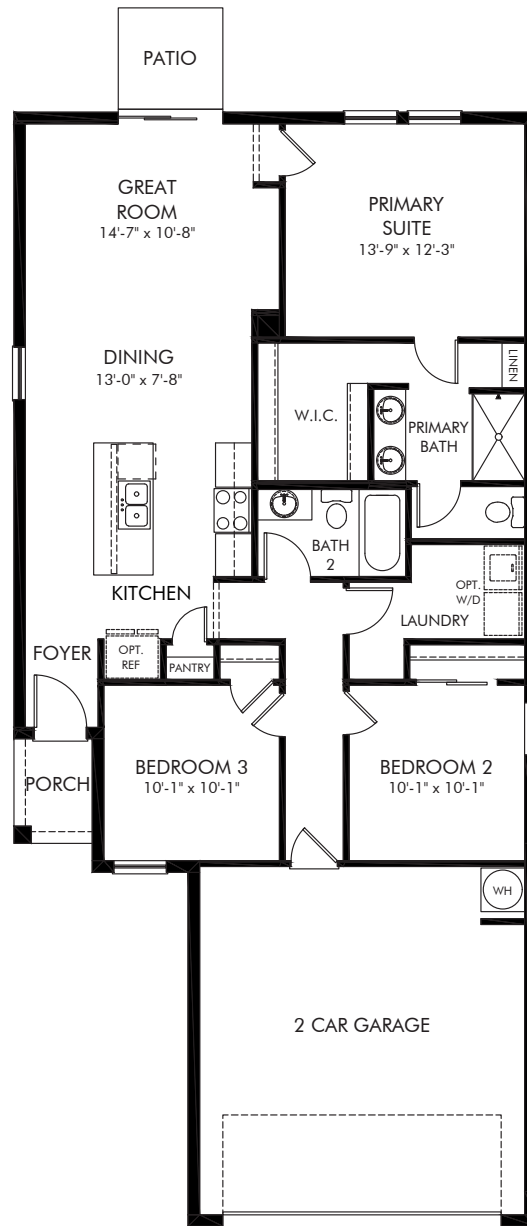 PATIO
GREAT
ROOM
14'-7" x 10'-8"
PRIMARY
SUITE
13'-9" x 12'-3"
DINING
13'-0" x 7'-8"
LINEN
W.I.C.
PRIMARY
BATH
BATH
2
KITCHEN
OPT.
W/D
LAUNDRY
FOYER
OPT.
REF
PANTRY
PORCH
BEDROOM 3
10'-1" x 10'-1"
BEDROOM 2
10'-1" x 10'-1"
WH
2 CAR GARAGE